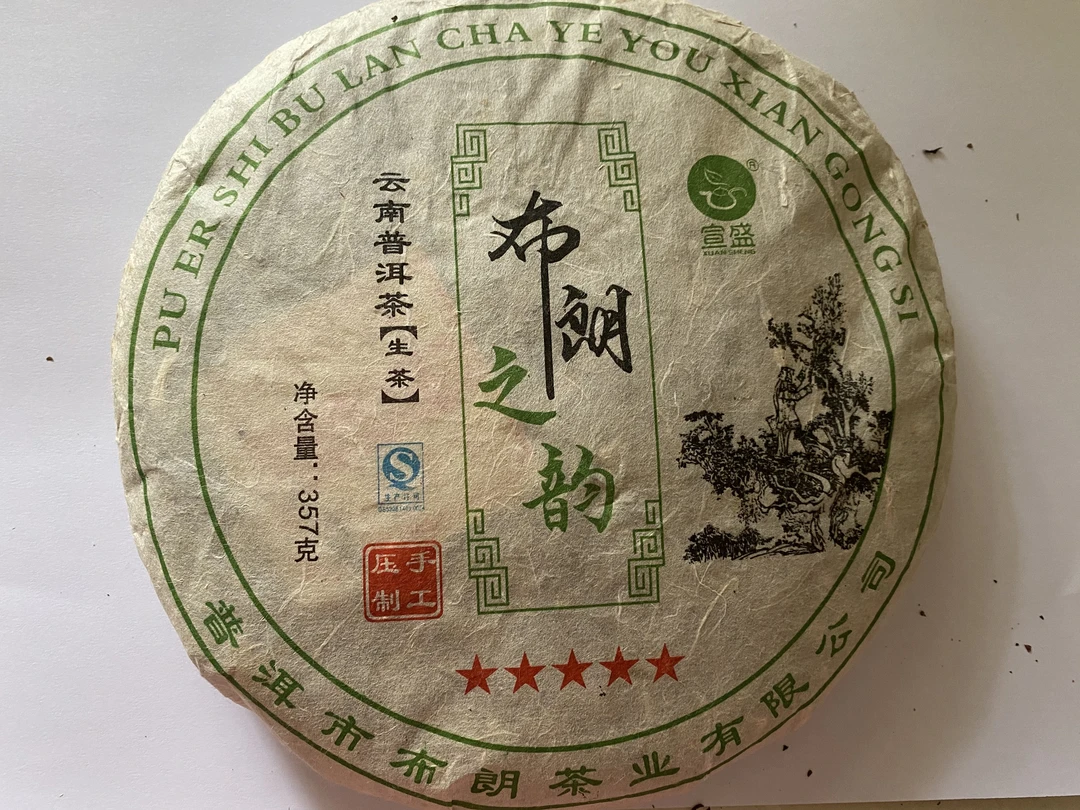 PU ER SHI BU LAN CHA YE YOU XIAN GONG SI
宣盛
XUAN SHENG
®
布朗
之韵
云南普洱茶【生茶】
净含量：357克
S
手工
压制
普洱市布朗茶业有限公司